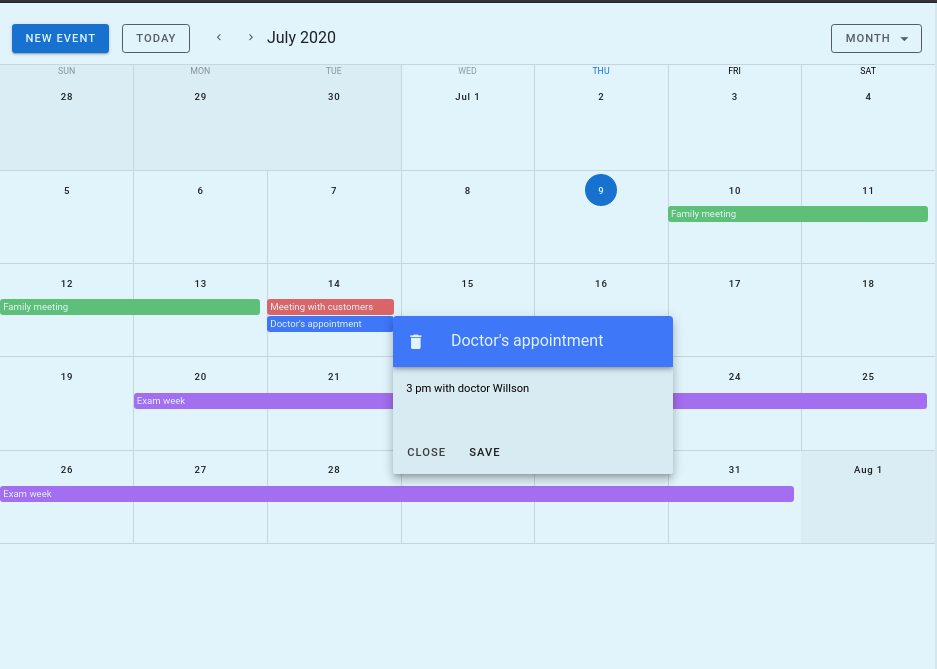 NEW EVENT TODAY ‹ › July 2020 MONTH
SUN MON TUE WED THU FRI SAT
28 29 30 Jul 1 2 3 4
5 6 7 8 9 10 11
Family meeting
12 13 14 15 16 17 18
Family meeting Meeting with customers
Doctor's appointment
Doctor's appointment
3 pm with doctor Willson
CLOSE SAVE
19 20 21 24 25
Exam week
26 27 28 31 Aug 1
Exam week